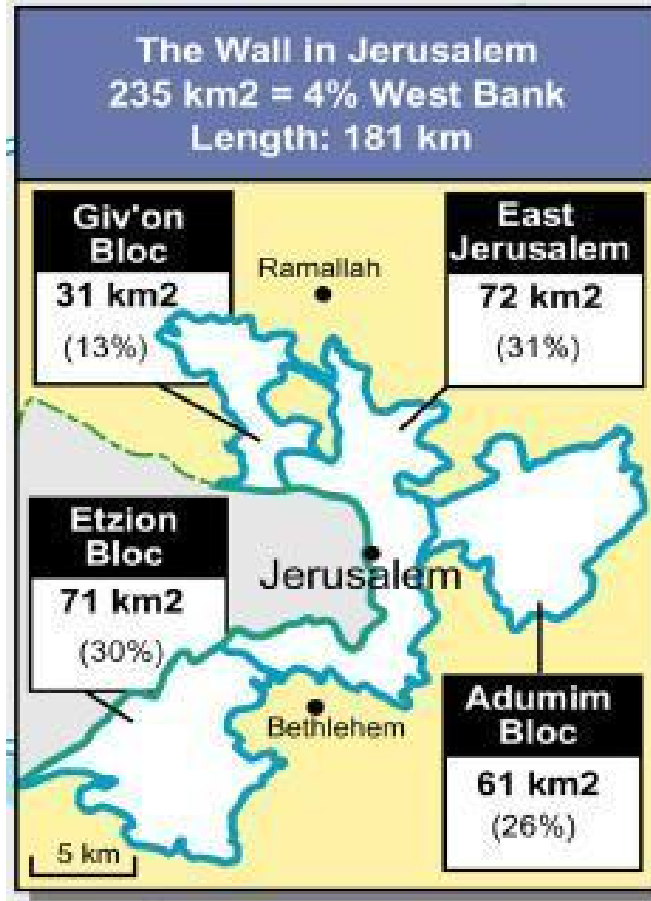 The Wall in Jerusalem
235 km2 = 4% West Bank
Length: 181 km
Giv'on
Bloc
31 km2
(13%)
East
Jerusalem
72 km2
(31%)
Ramallah
Etzion
Bloc
71 km2
(30%)
Jerusalem
Bethlehem
Adumim
Bloc
61 km2
(26%)
5 km